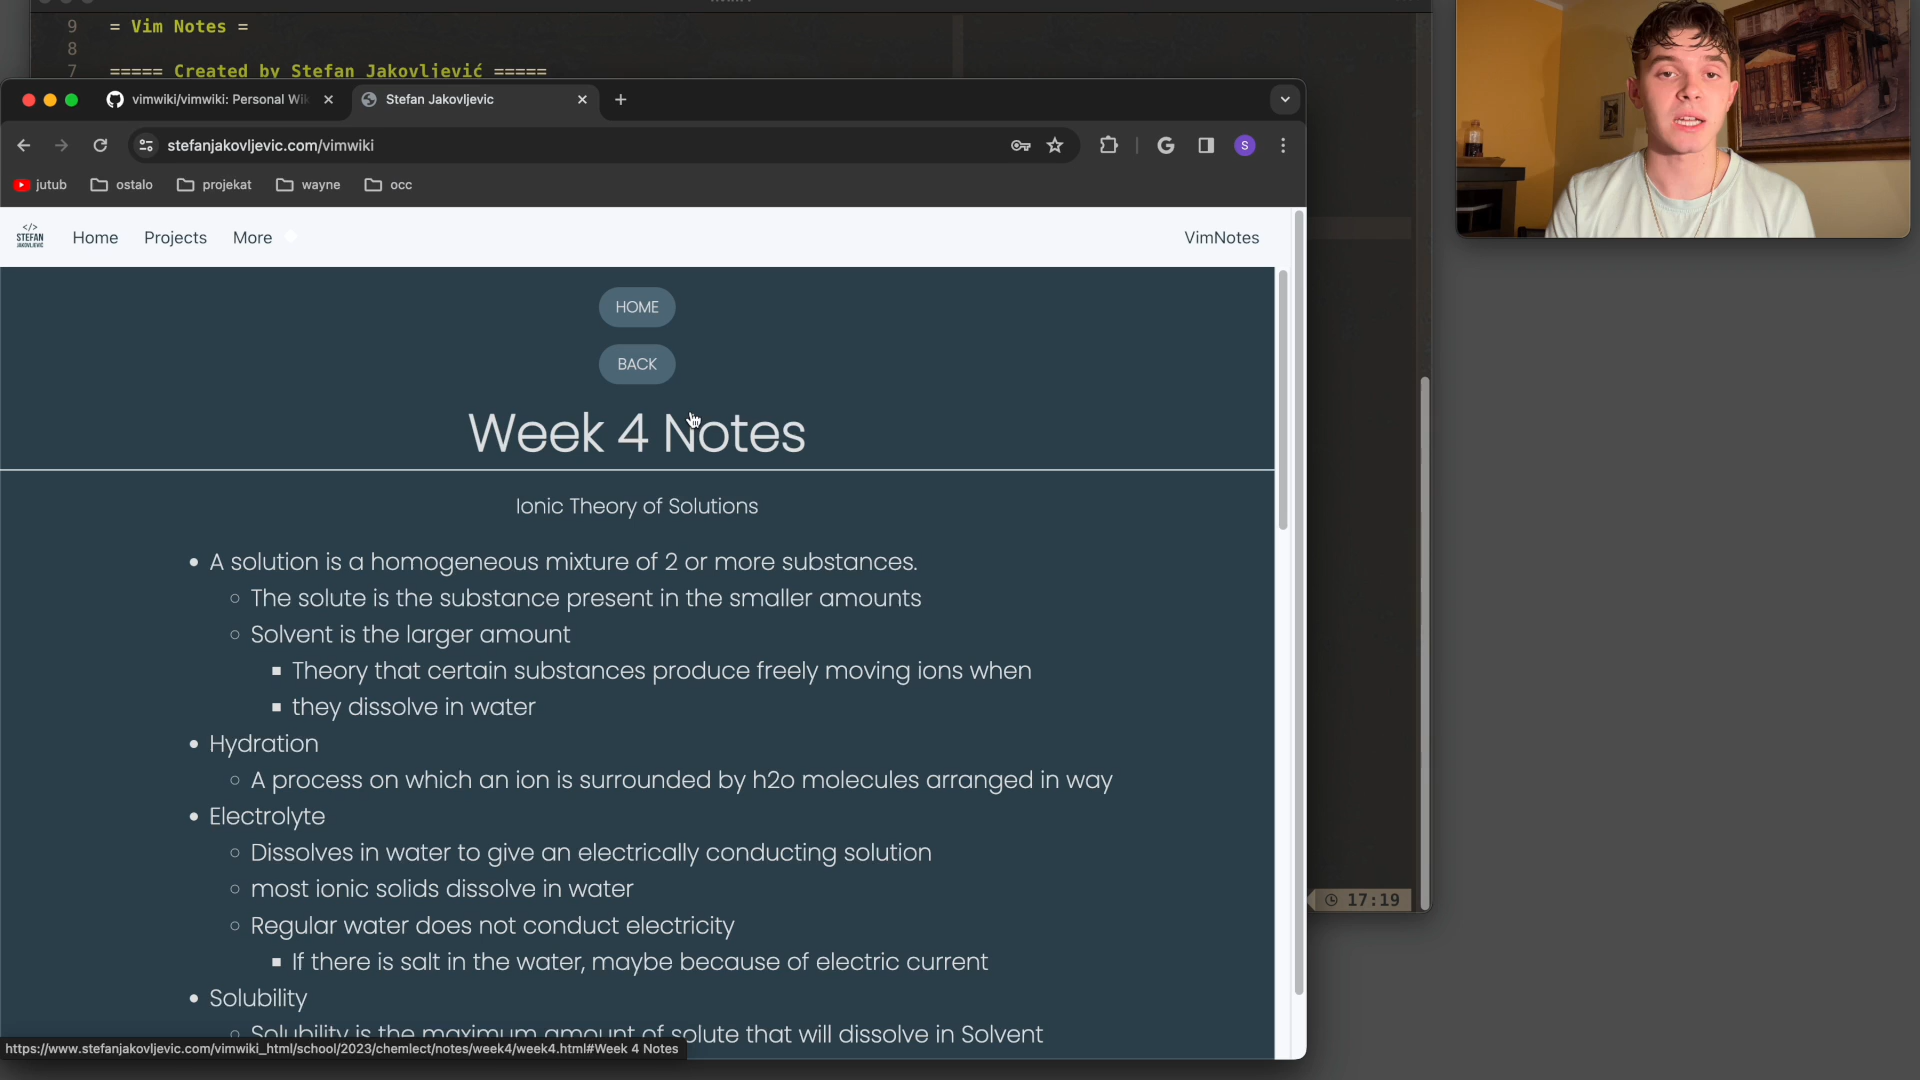 9 = Vim Notes =
8
7 ===== Created by Stefan Jakovljević =====
vimwiki/vimwiki: Personal Wi
Stefan Jakovljevic
stefanjakovljevic.com/vimwiki
S
jutub ostalo projekat wayne occ
</>
STEFAN
JAKOVLJEVIC
Home Projects More VimNotes
HOME
BACK
Week 4 Notes
Ionic Theory of Solutions
• A solution is a homogeneous mixture of 2 or more substances.
○ The solute is the substance present in the smaller amounts
○ Solvent is the larger amount
▪ Theory that certain substances produce freely moving ions when
▪ they dissolve in water
• Hydration
○ A process on which an ion is surrounded by h2o molecules arranged in way
• Electrolyte
○ Dissolves in water to give an electrically conducting solution
○ most ionic solids dissolve in water
○ Regular water does not conduct electricity
▪ If there is salt in the water, maybe because of electric current
• Solubility
○ Solubility is the maximum amount of solute that will dissolve in Solvent
https://www.stefanjakovljevic.com/vimwiki_html/school/2023/chemlect/notes/week4/week4.html#Week 4 Notes
17:19